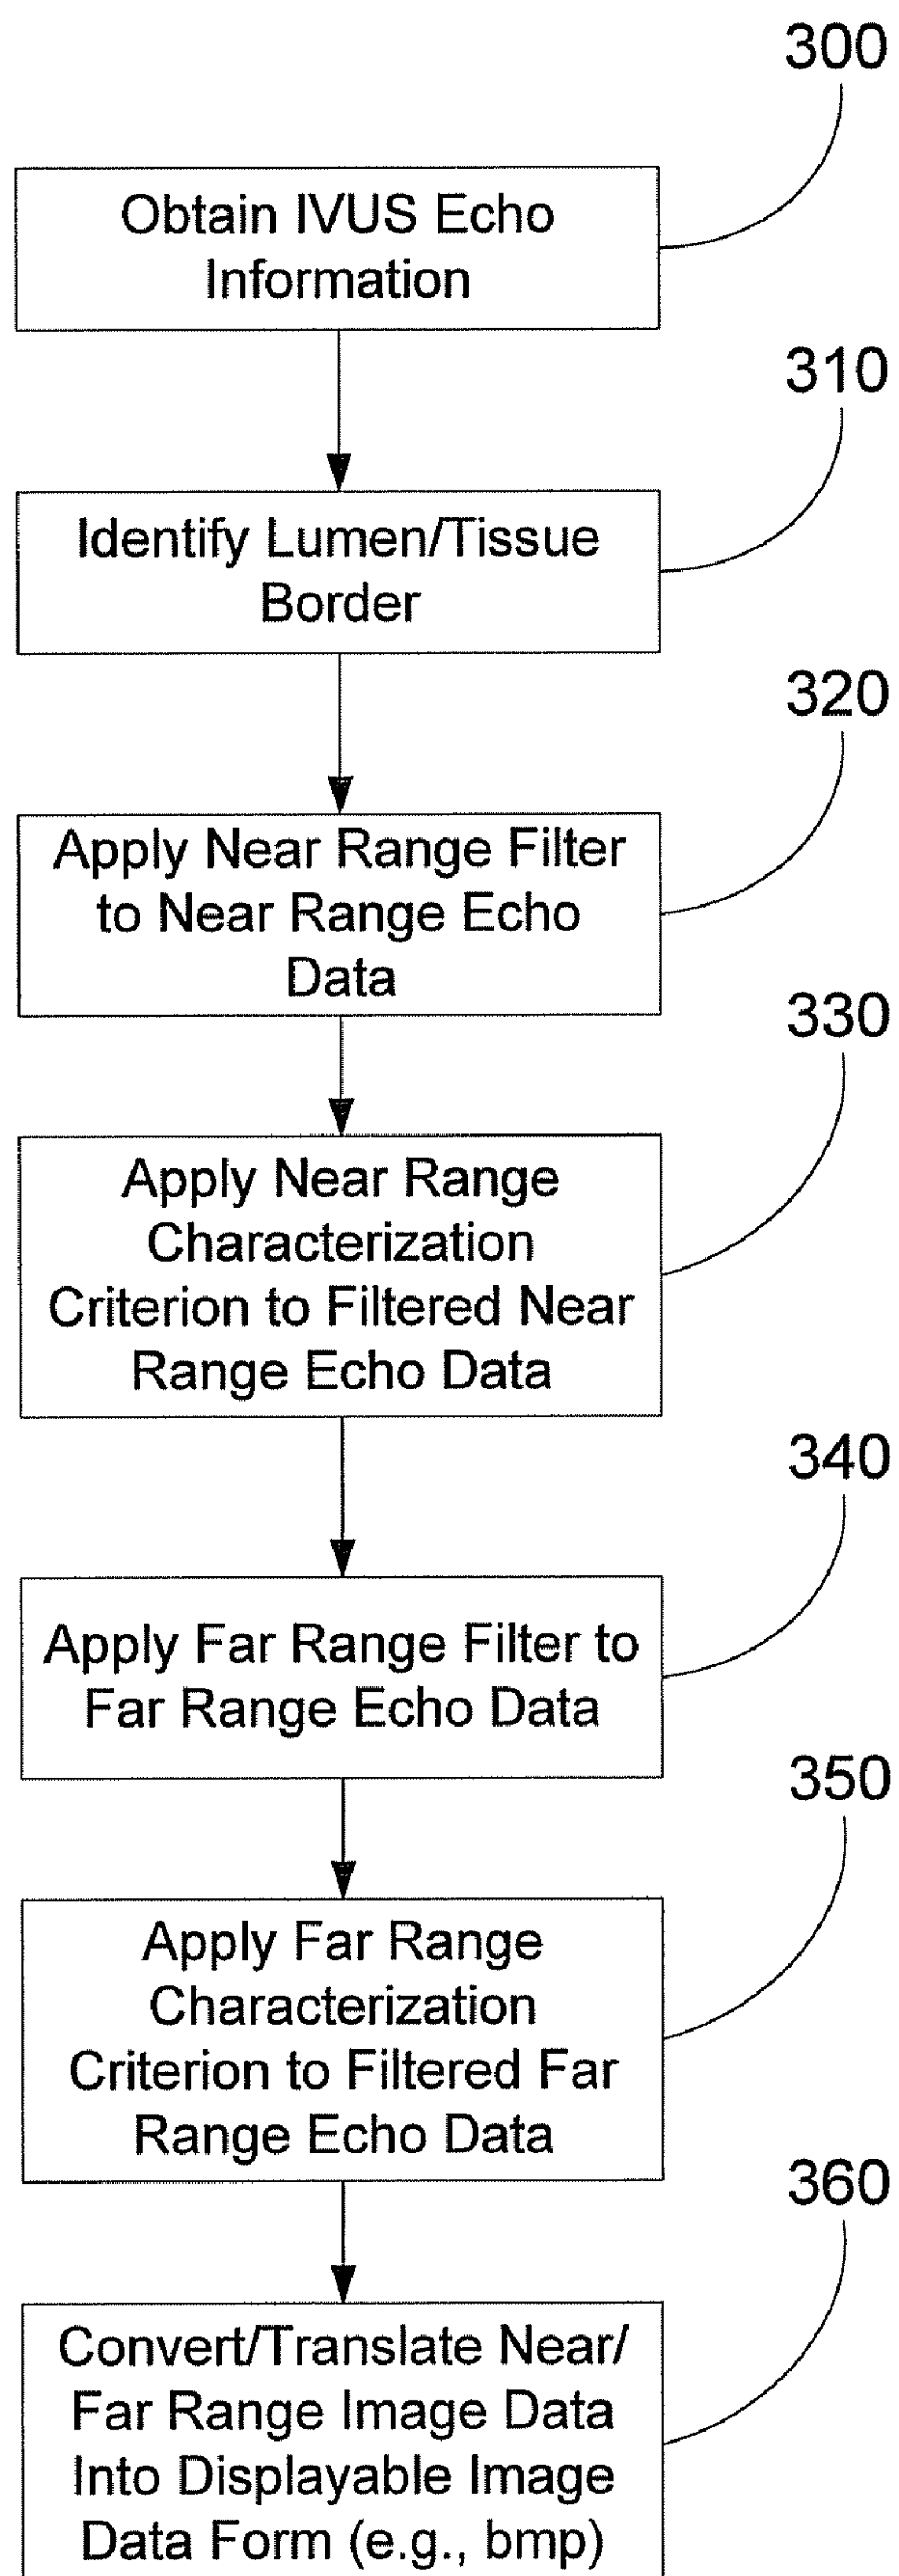 300
Obtain IVUS Echo
Information
310
Identify Lumen/Tissue
Border
320
Apply Near Range Filter
to Near Range Echo
Data
330
Apply Near Range
Characterization
Criterion to Filtered Near
Range Echo Data
340
Apply Far Range Filter to
Far Range Echo Data
350
Apply Far Range
Characterization
Criterion to Filtered Far
Range Echo Data
360
Convert/Translate Near/
Far Range Image Data
Into Displayable Image
Data Form (e.g., bmp)